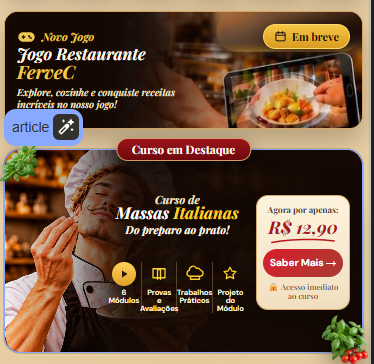 Novo Jogo
Jogo Restaurante
FerveC
Explore, cozinhe e conquiste receitas
incríveis no nosso jogo!
Em breve
article
Curso em Destaque
Curso de
Massas Italianas
Do preparo ao prato!
6
Módulos
Provas
e
Avaliações
Trabalhos
Práticos
Projeto
do
Módulo
Agora por apenas:
R$ 12,90
Saber Mais →
Acesso imediato
ao curso